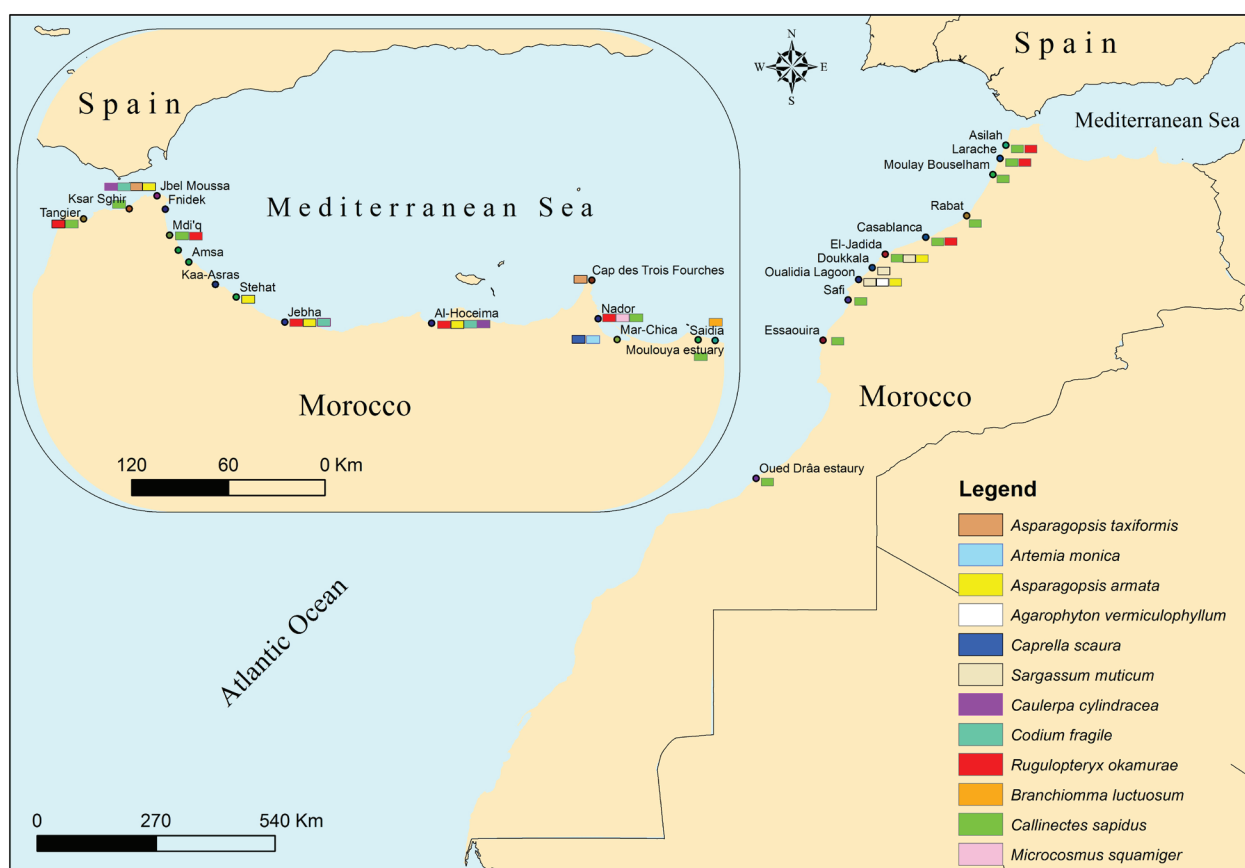 Spain
N
W E
S
Spain
Mediterranean Sea
Asilah
Larache
Moulay Bouselham
Jbel Moussa
Ksar Sghir
Fnidek
Tangier
Mediterranean Sea
Rabat
Mdi'q
Casablanca
Amsa
El-Jadida
Doukkala
Kaa-Asras
Cap des Trois Fourches
Oualidia Lagoon
Stehat
Safi
Jebha
Al-Hoceima
Nador
Mar-Chica
Saidia
Moulouya estuary
Essaouira
Morocco
Morocco
120 60 0 Km
Oued Drâa estaury
Atlantic Ocean
Legend
Asparagopsis taxiformis
Artemia monica
Asparagopsis armata
Agarophyton vermiculophyllum
Caprella scaura
Sargassum muticum
Caulerpa cylindracea
Codium fragile
Rugulopteryx okamurae
Branchiomma luctuosum
Callinectes sapidus
Microcosmus squamiger
0 270 540 Km